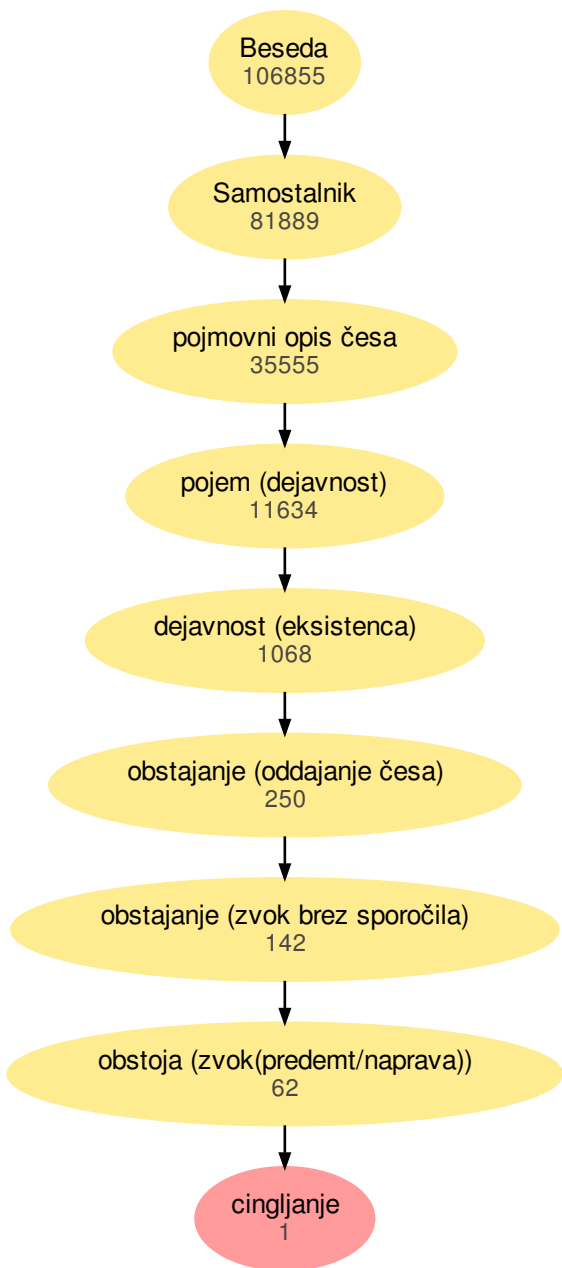 Beseda
106855
Samostalnik
81889
pojmovni opis česa
35555
pojem (dejavnost)
11634
dejavnost (eksistenca)
1068
obstajanje (oddajanje česa)
250
obstajanje (zvok brez sporočila)
142
obstoja (zvok(predemt/naprava))
62
cingljanje
1